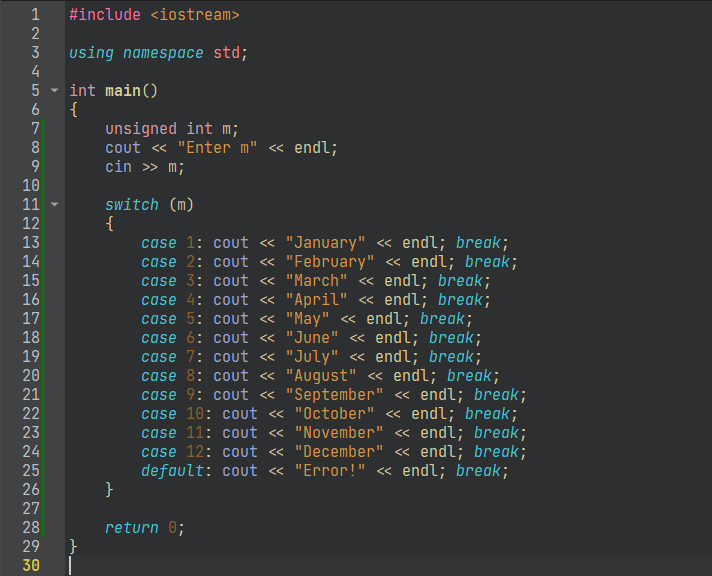 1 #include <iostream>
2
3 using namespace std;
4
5 int main()
6 {
7     unsigned int m;
8     cout << "Enter m" << endl;
9     cin >> m;
10
11     switch (m)
12     {
13         case 1: cout << "January" << endl; break;
14         case 2: cout << "February" << endl; break;
15         case 3: cout << "March" << endl; break;
16         case 4: cout << "April" << endl; break;
17         case 5: cout << "May" << endl; break;
18         case 6: cout << "June" << endl; break;
19         case 7: cout << "July" << endl; break;
20         case 8: cout << "August" << endl; break;
21         case 9: cout << "September" << endl; break;
22         case 10: cout << "October" << endl; break;
23         case 11: cout << "November" << endl; break;
24         case 12: cout << "December" << endl; break;
25         default: cout << "Error!" << endl; break;
26     }
27
28     return 0;
29 }
30